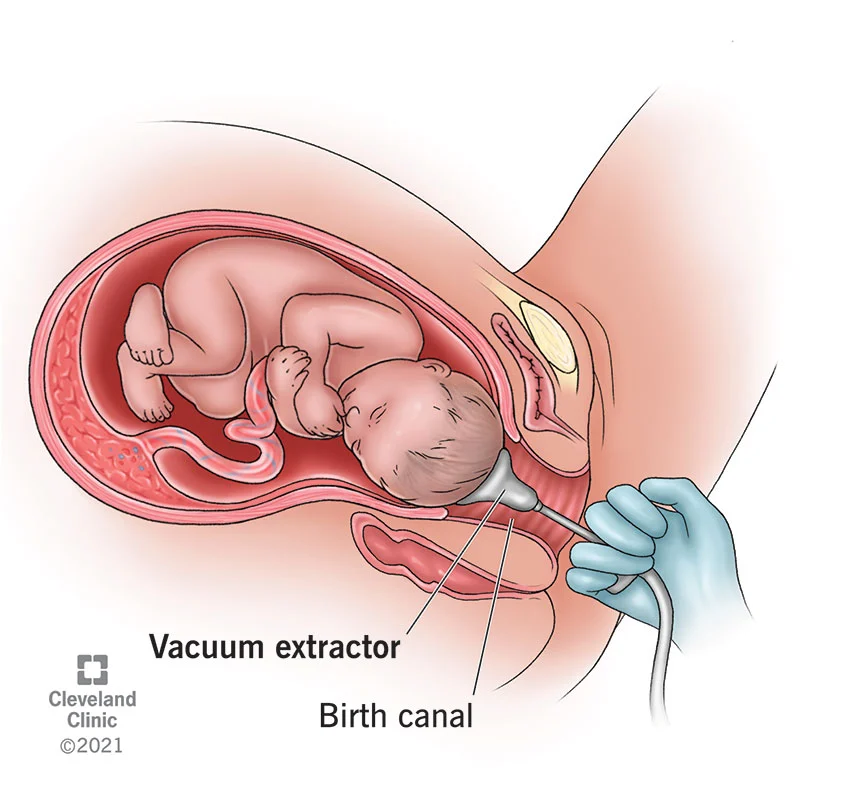 Vacuum extractor
Birth canal
Cleveland
Clinic
©2021